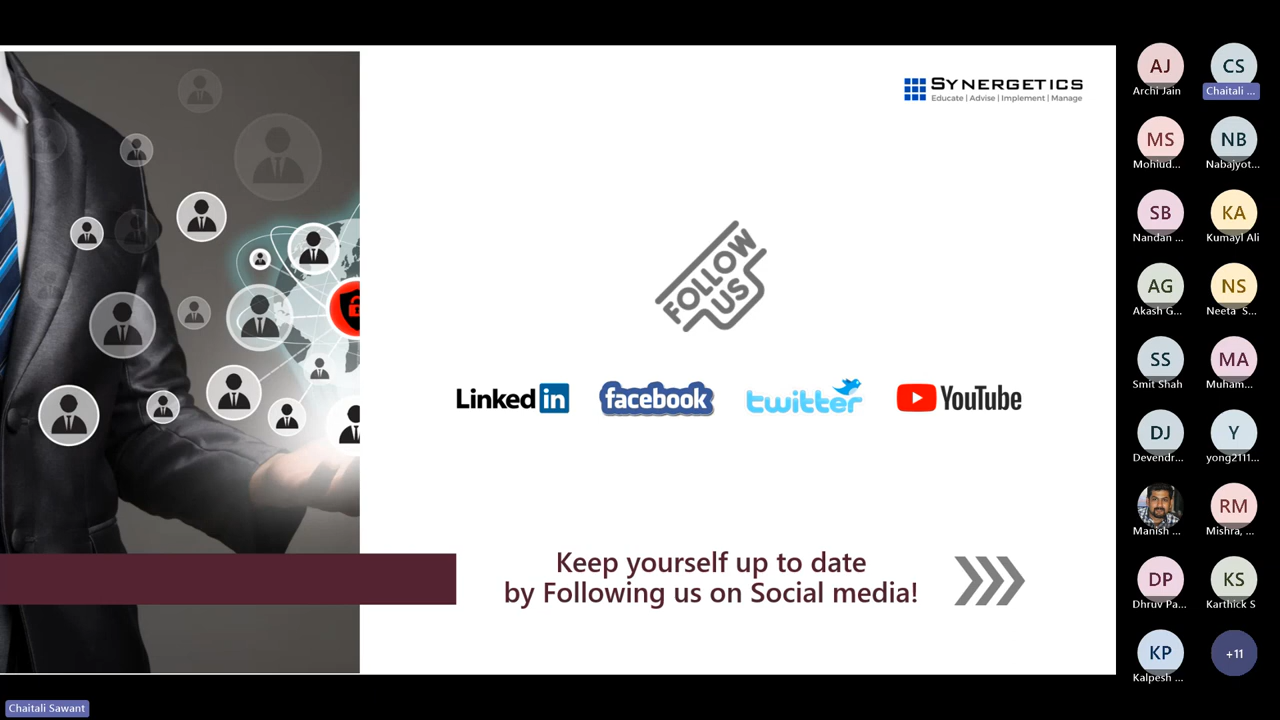 SYNERGETICS
Educate | Advise | Implement | Manage
FOLLOW
US
Linked in
facebook
twitter
YouTube
Keep yourself up to date
by Following us on Social media!
AJ
Archi Jain
CS
Chaitali ...
MS
Mohiud...
NB
Nabajyot...
SB
Nandan ...
KA
Kumayl Ali
AG
Akash G...
NS
Neeta S...
SS
Smit Shah
MA
Muham...
DJ
Devendr...
Y
yong2111...
Manish ...
RM
Mishra, ...
DP
Dhruv Pa...
KS
Karthick S
KP
Kalpesh ...
+11
Chaitali Sawant